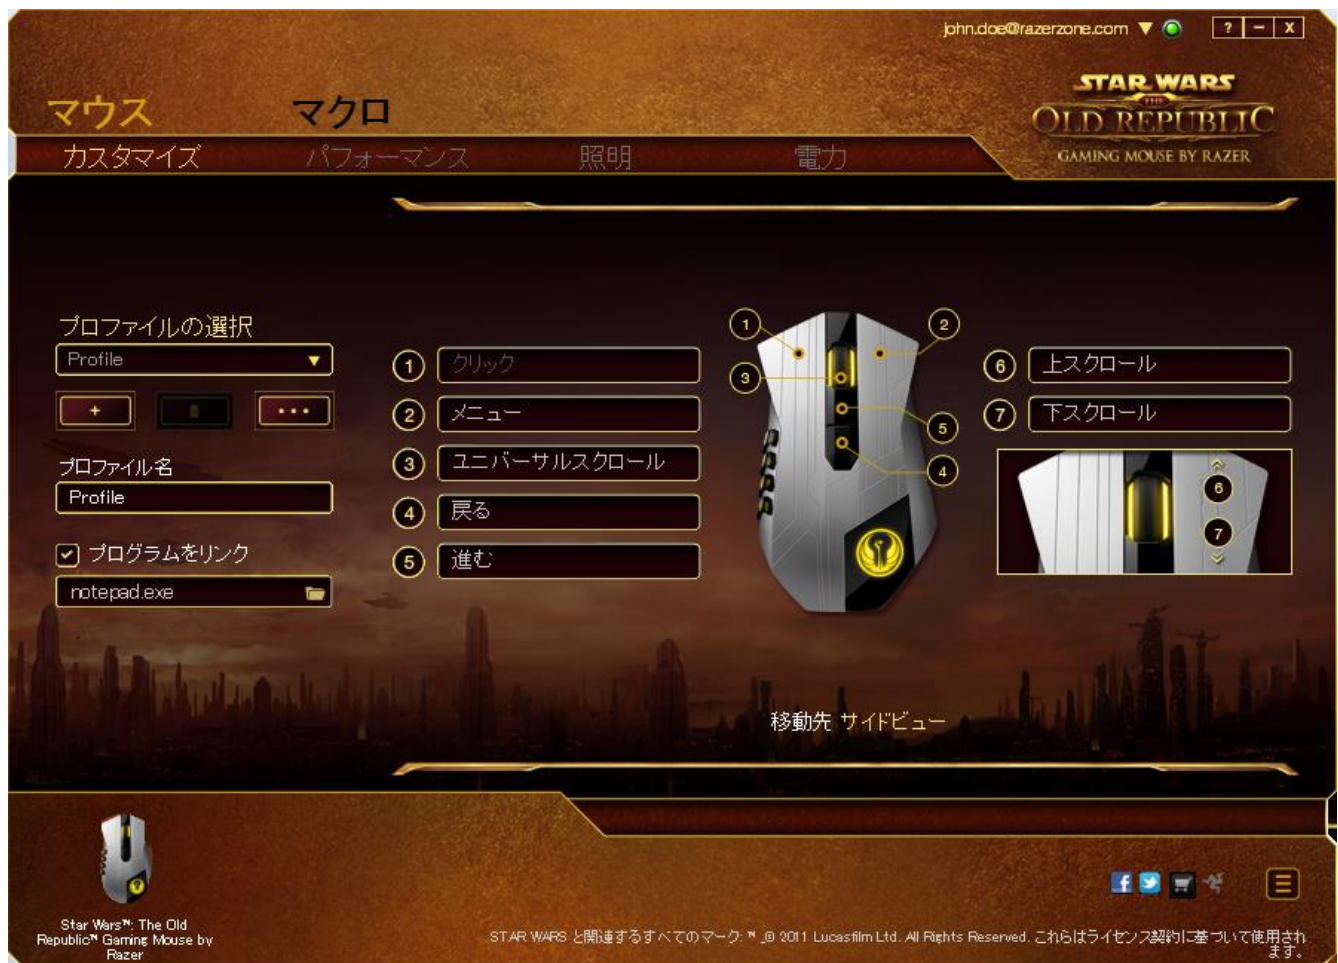 john.doe@razerzone.com ▼ ? – X
STAR WARS
THE
OLD REPUBLIC
GAMING MOUSE BY RAZER
マウス マクロ
カスタマイズ パフォーマンス 照明 電力
プロファイルの選択
Profile ▼
+ •••
プロファイル名
Profile
プログラムをリンク
notepad.exe
1 クリック
2 メニュー
3 ユニバーサルスクロール
4 戻る
5 進む
1
2
3
5
4
6 上スクロール
7 下スクロール
6
7
移動先 サイドビュー
Star Wars™: The Old
Republic™ Gaming Mouse by
Razer
STAR WARS と関連するすべてのマーク: ™ _® 2011 Lucasfilm Ltd. All Rights Reserved. これらはライセンス契約に基づいて使用され
ます。